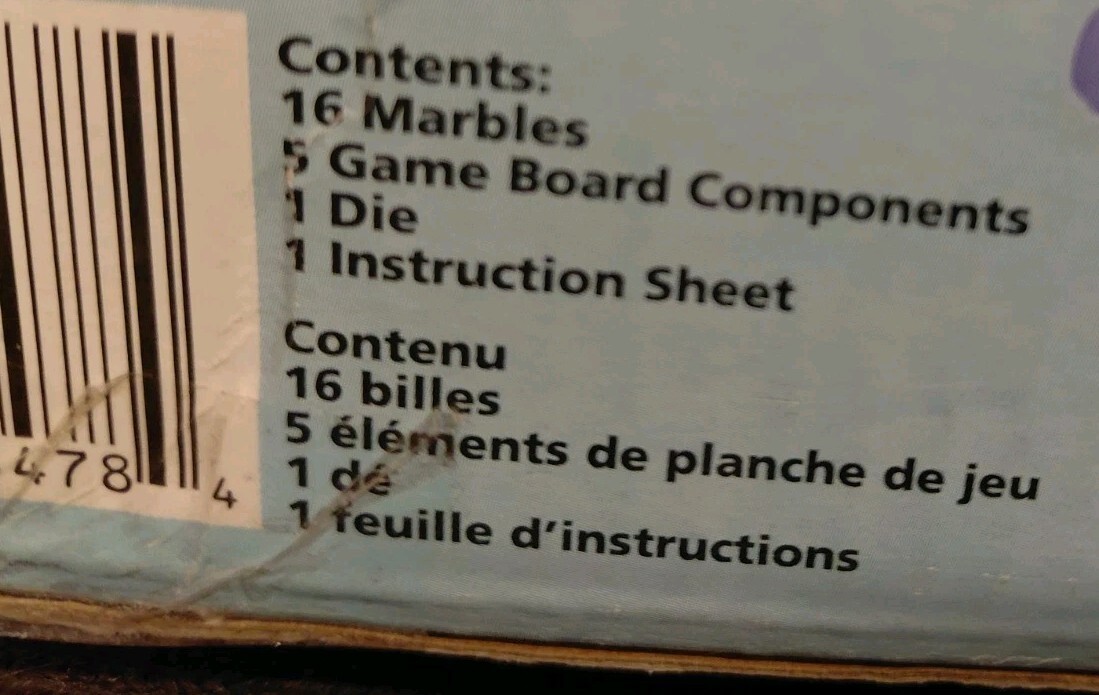 Contents:
16 Marbles
5 Game Board Components
1 Die
1 Instruction Sheet
Contenu
16 billes
5 éléments de planche de jeu
1 dé
1 feuille d'instructions
478 4